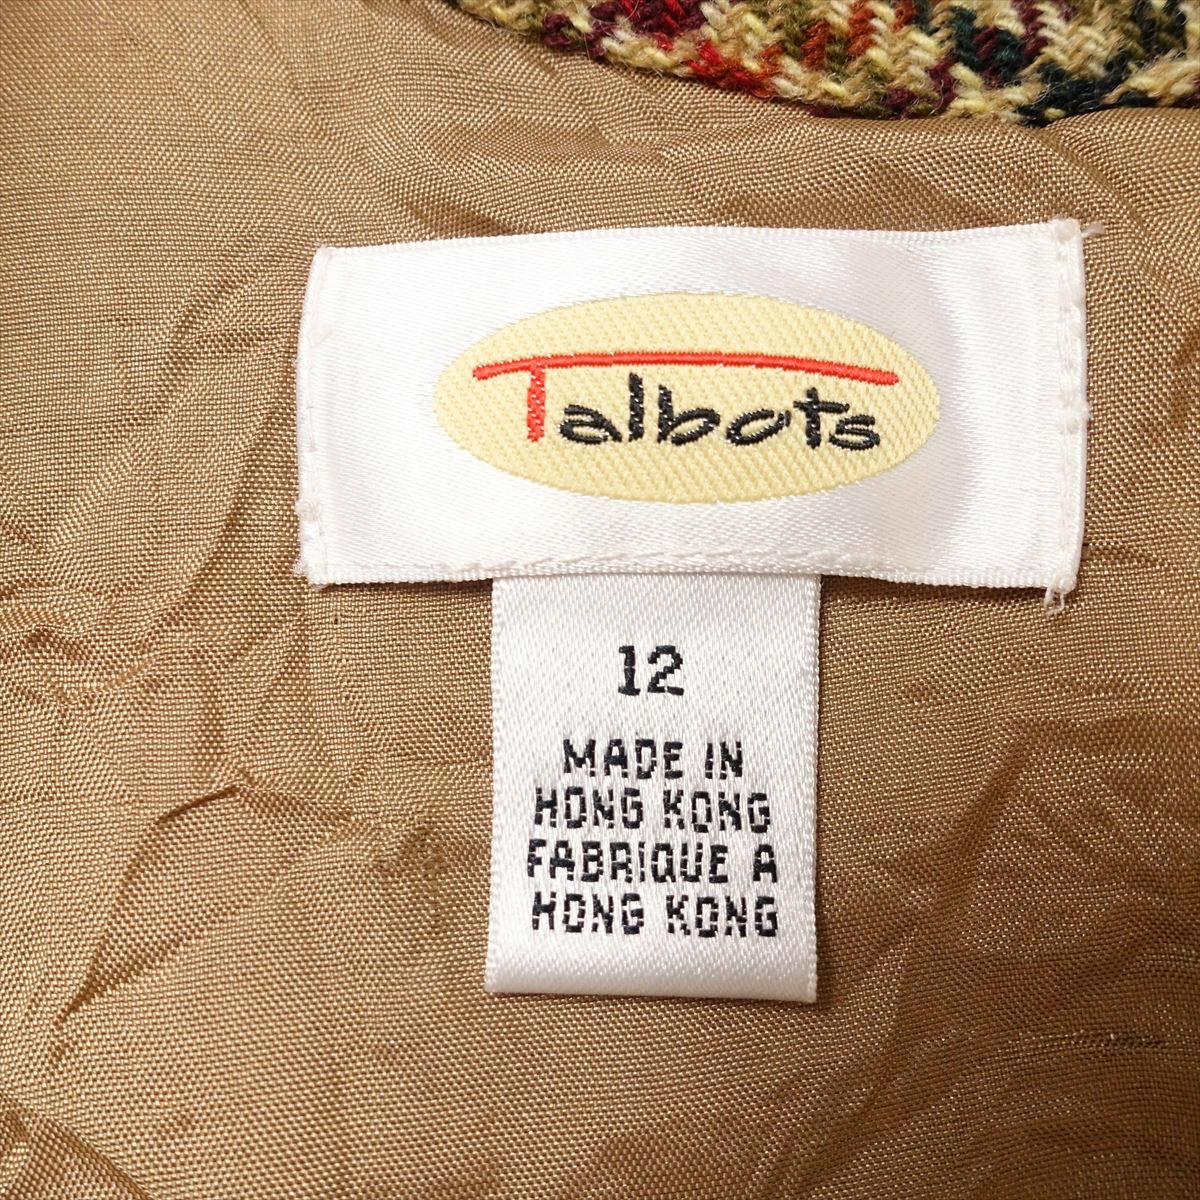 Talbots
12
MADE IN
HONG KONG
FABRIQUE A
HONG KONG